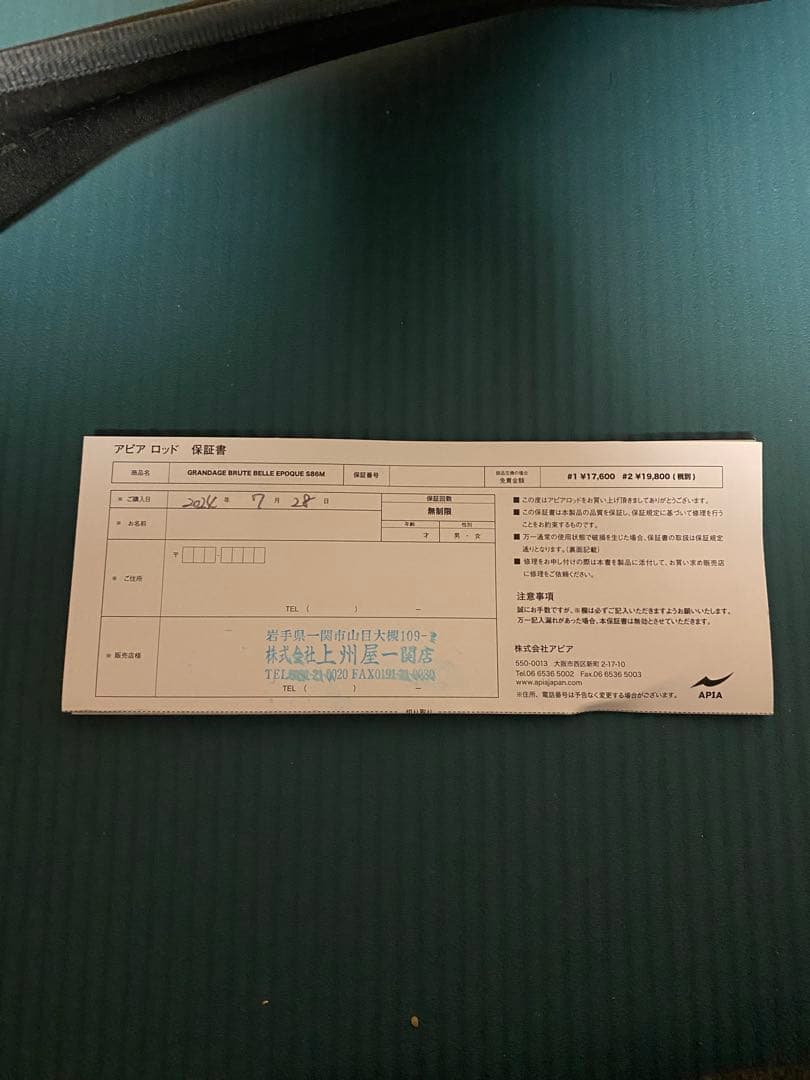 アピア ロッド 保証書
商品名 GRANDAGE BRUTE BELLE EPOQUE S86M 保証番号 部品交換の場合 免責金額 #1 ¥17,600 #2 ¥19,800 (税別)
※ ご購入日 2024 年 7 月 28 日 保証回数
無制限
※ お名前 年齢 性別
才 男 ・ 女
※ ご住所 〒
TEL ( ) −
※ 販売店様
岩手県一関市山目大槻109-2
株式会社上州屋一関店
FAX0191-21-0030
TEL ( ) −
切り取り
■ この度はアピアロッドをお買い上げ頂きましてありがとうございます。
■ この保証書は本製品の品質を保証し、保証規定に基づいて修理を行う
ことをお約束するものです。
■ 万一通常の使用状態で破損を生じた場合、保証書の取扱は保証規定
通りとなります。(裏面記載)
■ 修理をお申し付けの際は本書を製品に添付して、お買い求め販売店
に修理をご依頼ください。
注意事項
誠にお手数ですが、※欄は必ずご記入いただきますようお願いいたします。
万一記入漏れがあった場合、本保証書は無効とさせていただきます。
株式会社アピア
550-0013 大阪市西区新町 2-17-10
Tel.06 6536 5002 Fax.06 6536 5003
www.apiajapan.com
※住所、電話番号は予告なく変更する場合がございます。
APIA